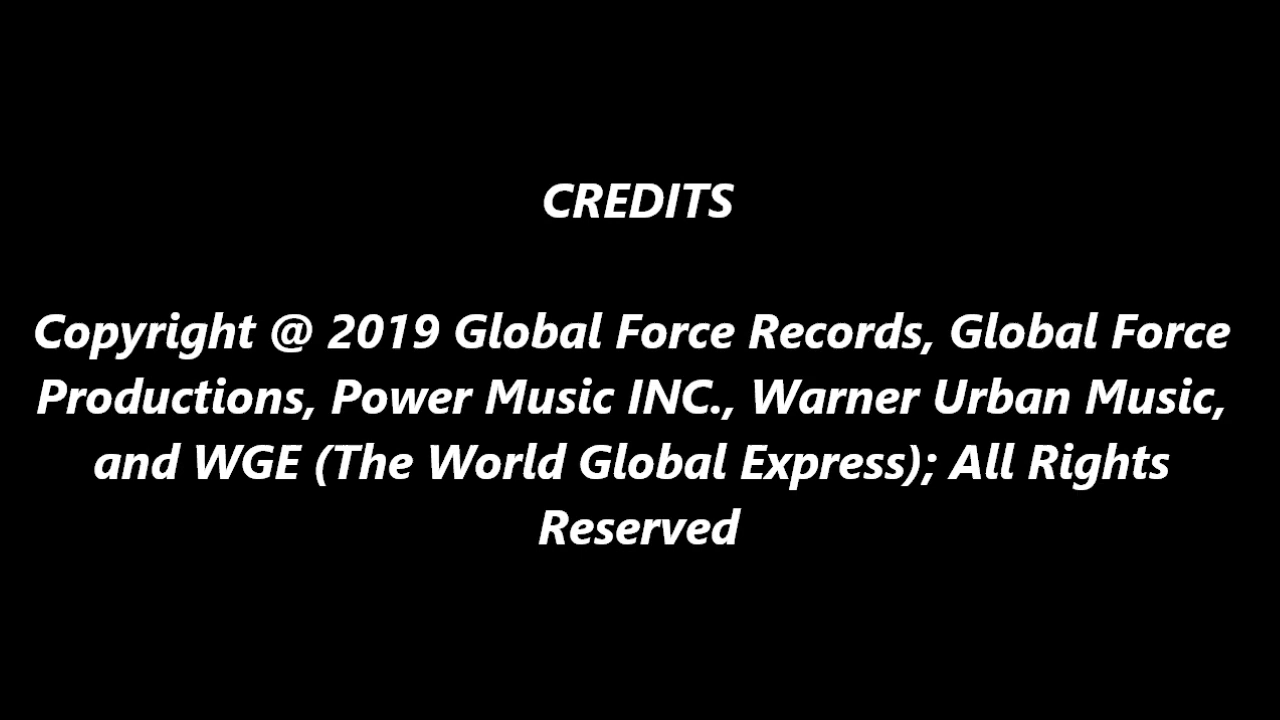 CREDITS
Copyright @ 2019 Global Force Records, Global Force
Productions, Power Music INC., Warner Urban Music,
and WGE (The World Global Express); All Rights
Reserved